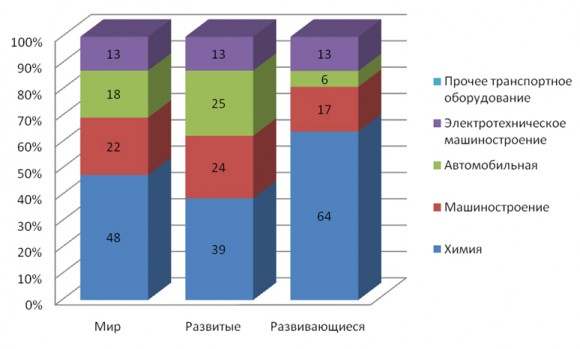 100%
90%
80%
70%
60%
50%
40%
30%
20%
10%
0%
13
18
22
48
13
25
24
39
13
6
17
64
Мир
Развитые
Развивающиеся
Прочее транспортное
оборудование
Электротехническое
машиностроение
Автомобильная
Машиностроение
Химия